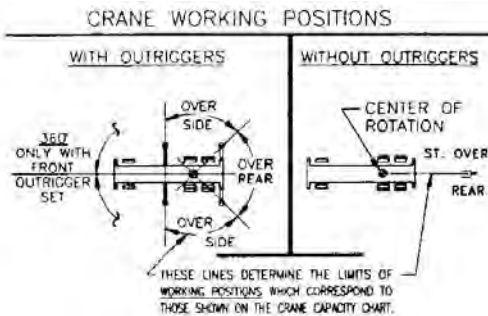 CRANE WORKING POSITIONS
WITH OUTRIGGERS
OVER
SIDE
360°
ONLY WITH
FRONT
OUTRIGGER
SET
OVER
REAR
OVER
SIDE
WITHOUT OUTRIGGERS
CENTER OF
ROTATION
ST. OVER
REAR
THESE LINES DETERMINE THE LIMITS OF
WORKING POSITIONS WHICH CORRESPOND TO
THOSE SHOWN ON THE CRANE CAPACITY CHART.